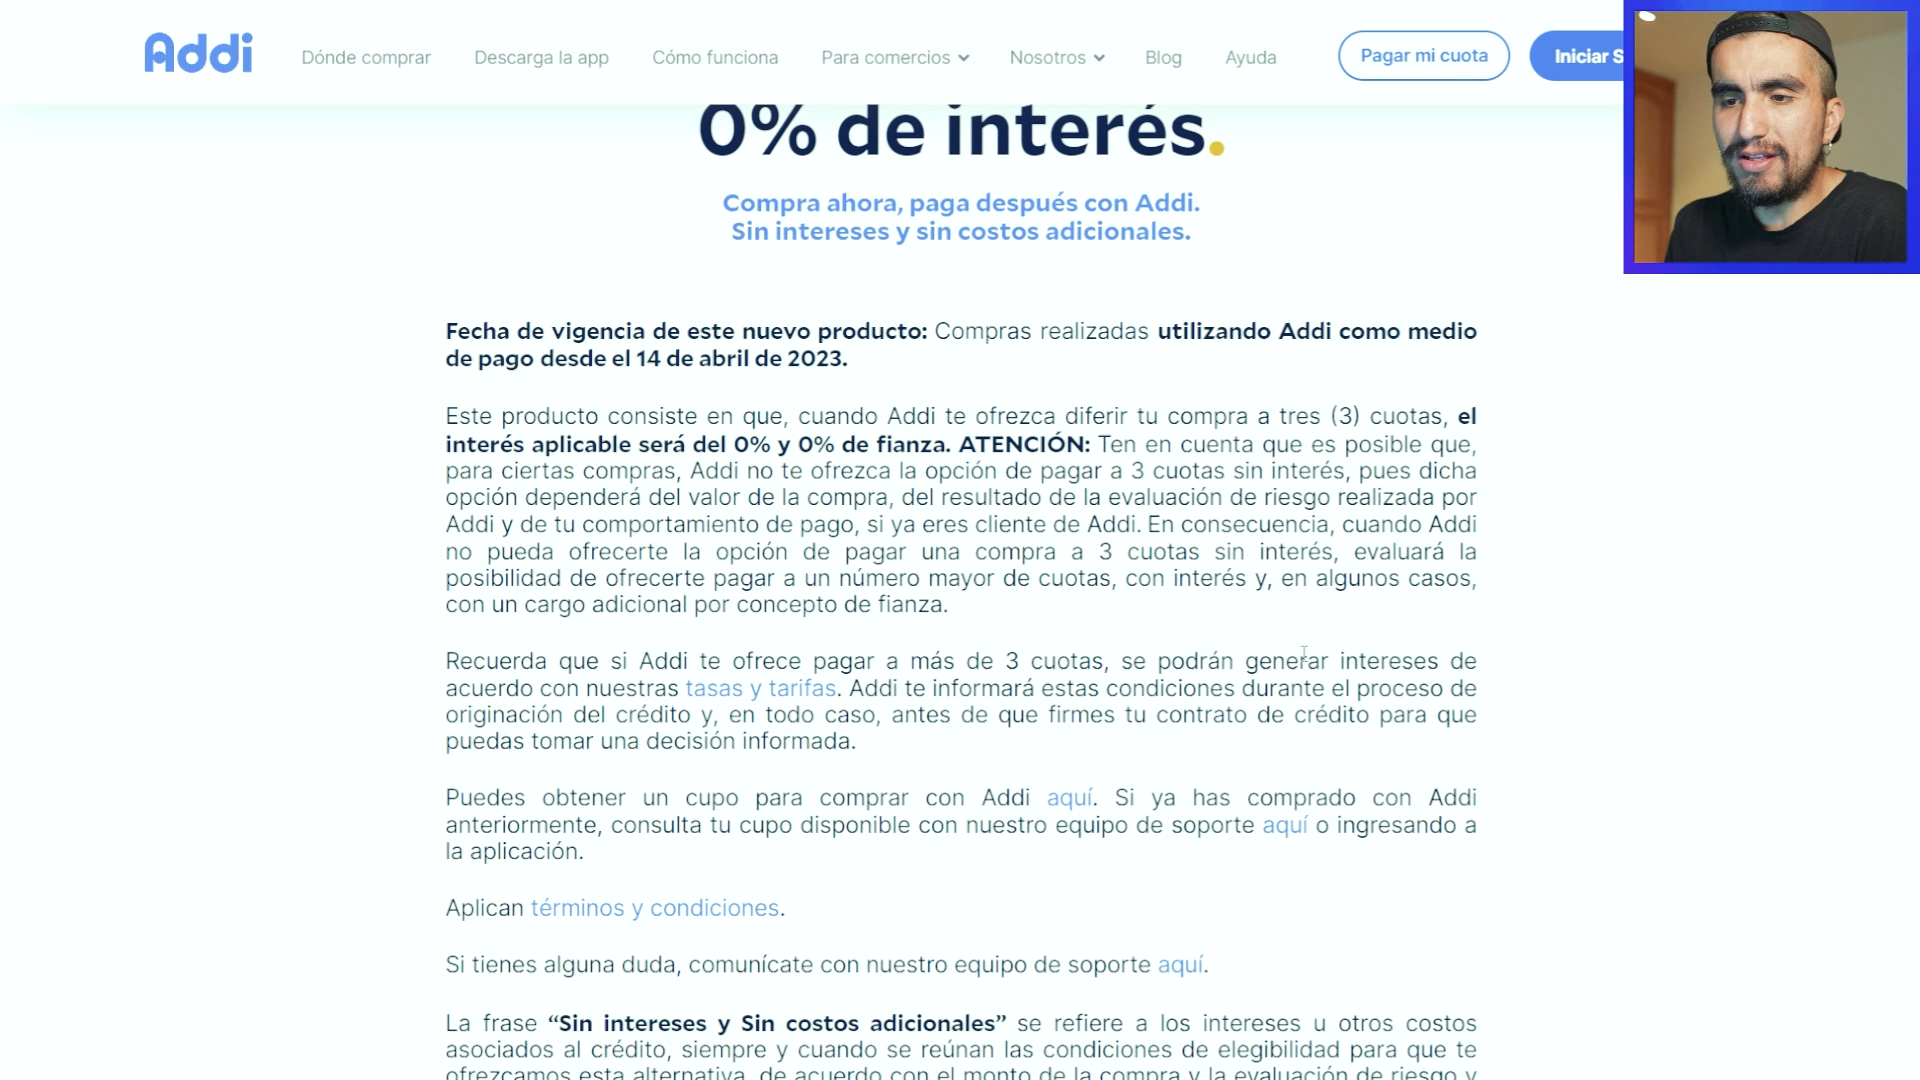 Addi
Dónde comprar
Descarga la app
Cómo funciona
Para comercios
Nosotros
Blog
Ayuda
Pagar mi cuota
Iniciar S
0% de interés.
Compra ahora, paga después con Addi.
Sin intereses y sin costos adicionales.
Fecha de vigencia de este nuevo producto: Compras realizadas utilizando Addi como medio
de pago desde el 14 de abril de 2023.
Este producto consiste en que, cuando Addi te ofrezca diferir tu compra a tres (3) cuotas, el
interés aplicable será del 0% y 0% de fianza. ATENCIÓN: Ten en cuenta que es posible que,
para ciertas compras, Addi no te ofrezca la opción de pagar a 3 cuotas sin interés, pues dicha
opción dependerá del valor de la compra, del resultado de la evaluación de riesgo realizada por
Addi y de tu comportamiento de pago, si ya eres cliente de Addi. En consecuencia, cuando Addi
no pueda ofrecerte la opción de pagar una compra a 3 cuotas sin interés, evaluará la
posibilidad de ofrecerte pagar a un número mayor de cuotas, con interés y, en algunos casos,
con un cargo adicional por concepto de fianza.
Recuerda que si Addi te ofrece pagar a más de 3 cuotas, se podrán generar intereses de
acuerdo con nuestras tasas y tarifas. Addi te informará estas condiciones durante el proceso de
originación del crédito y, en todo caso, antes de que firmes tu contrato de crédito para que
puedas tomar una decisión informada.
Puedes obtener un cupo para comprar con Addi aquí. Si ya has comprado con Addi
anteriormente, consulta tu cupo disponible con nuestro equipo de soporte aquí o ingresando a
la aplicación.
Aplican términos y condiciones.
Si tienes alguna duda, comunícate con nuestro equipo de soporte aquí.
La frase “Sin intereses y Sin costos adicionales” se refiere a los intereses u otros costos
asociados al crédito, siempre y cuando se reúnan las condiciones de elegibilidad para que te
ofrezcamos esta alternativa, de acuerdo con el monto de la compra y la evaluación de riesgo y